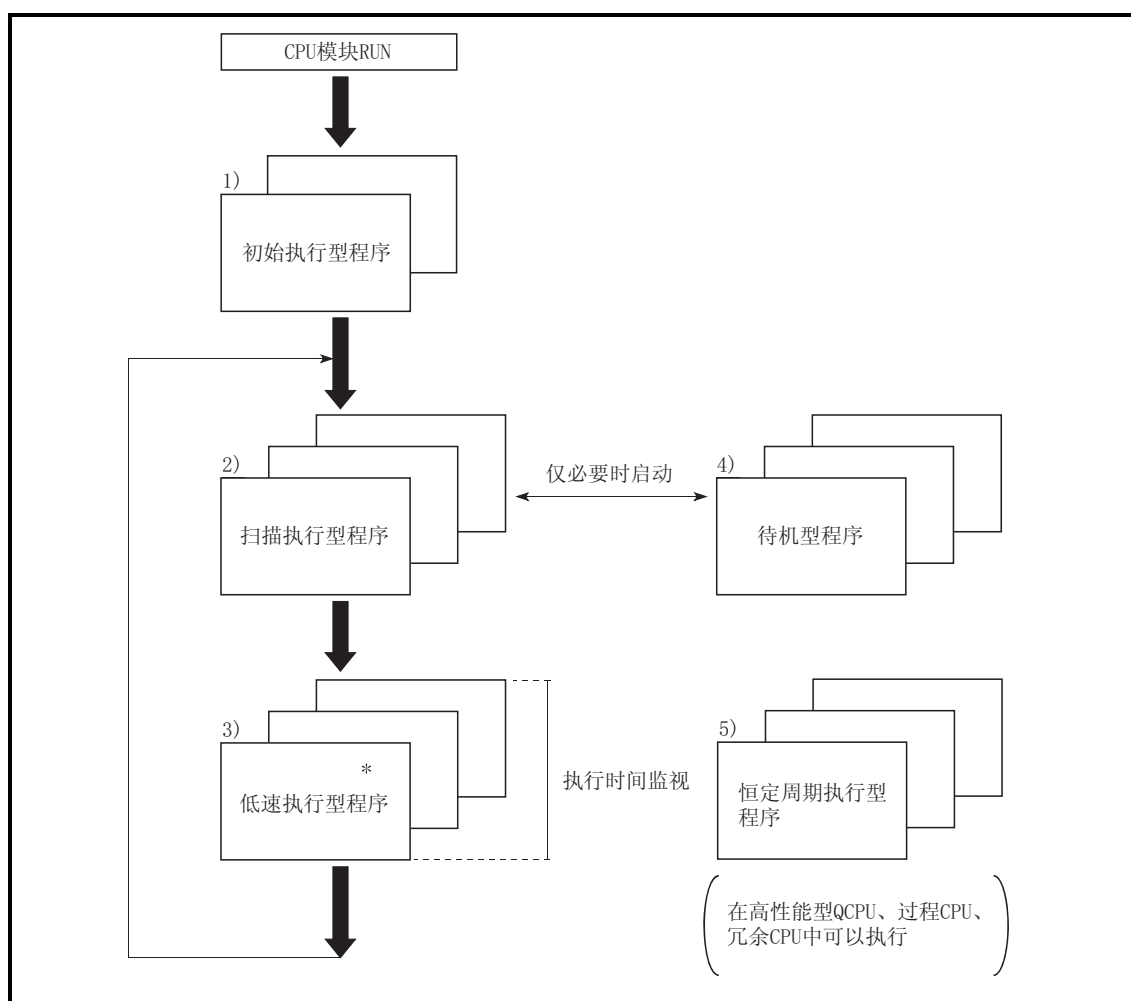 CPU模块RUN
1)
初始执行型程序
2)
扫描执行型程序
仅必要时启动
4)
待机型程序
3)
*
低速执行型程序
执行时间监视
5)
恒定周期执行型
程序
在高性能型QCPU、过程CPU、
冗余CPU中可以执行